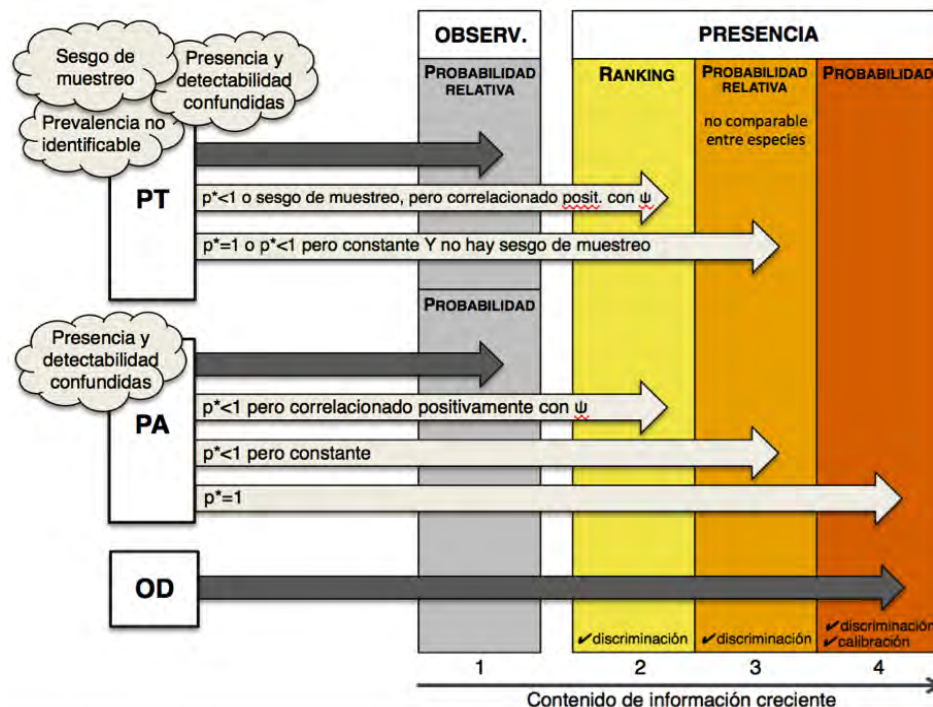 OBSERV.
PRESENCIA
PROBABILIDAD
RELATIVA
RANKING
PROBABILIDAD
RELATIVA
no comparable
entre especies
PROBABILIDAD
Sesgo de
muestreo
Presencia y
detectabilidad
confundidas
Prevalencia no
identificable
PT
p*<1 o sesgo de muestreo, pero correlacionado posit. con ψ
p*=1 o p*<1 pero constante Y no hay sesgo de muestreo
PROBABILIDAD
Presencia y
detectabilidad
confundidas
PA
p*<1 pero correlacionado positivamente con ψ
p*<1 pero constante
p*=1
OD
✔discriminación
✔discriminación
✔discriminación
✔calibración
1
2
3
4
Contenido de información creciente